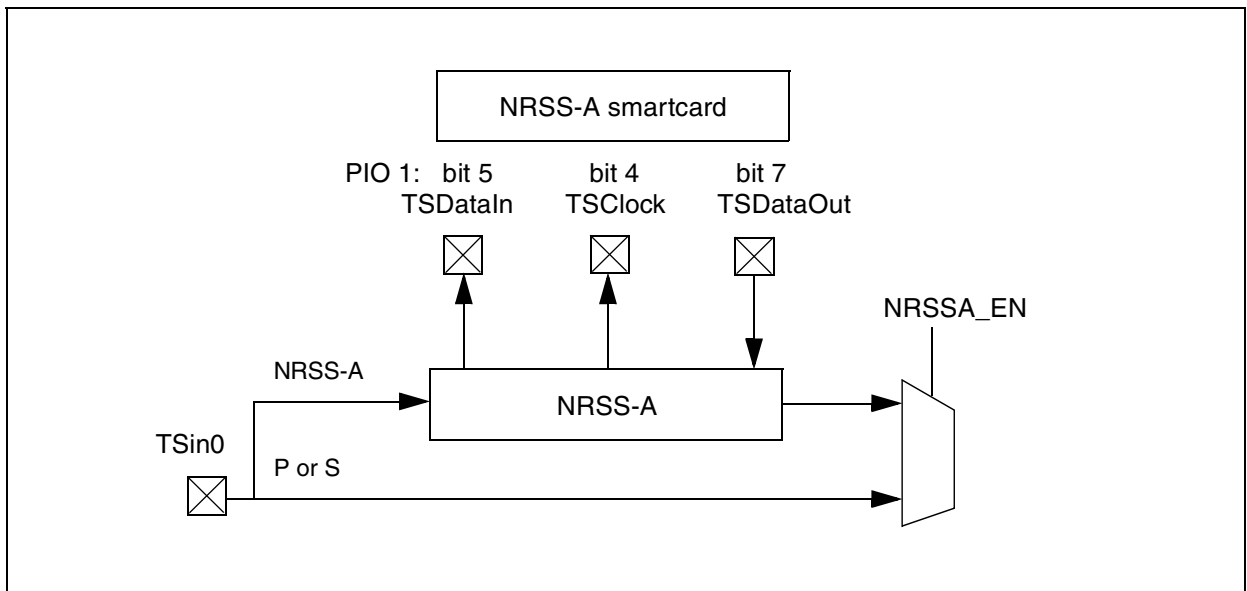 NRSS-A smartcard
PIO 1: bit 5 bit 4 bit 7
TSDataIn TSClock TSDataOut
NRSSA_EN
NRSS-A
NRSS-A
TSin0
P or S